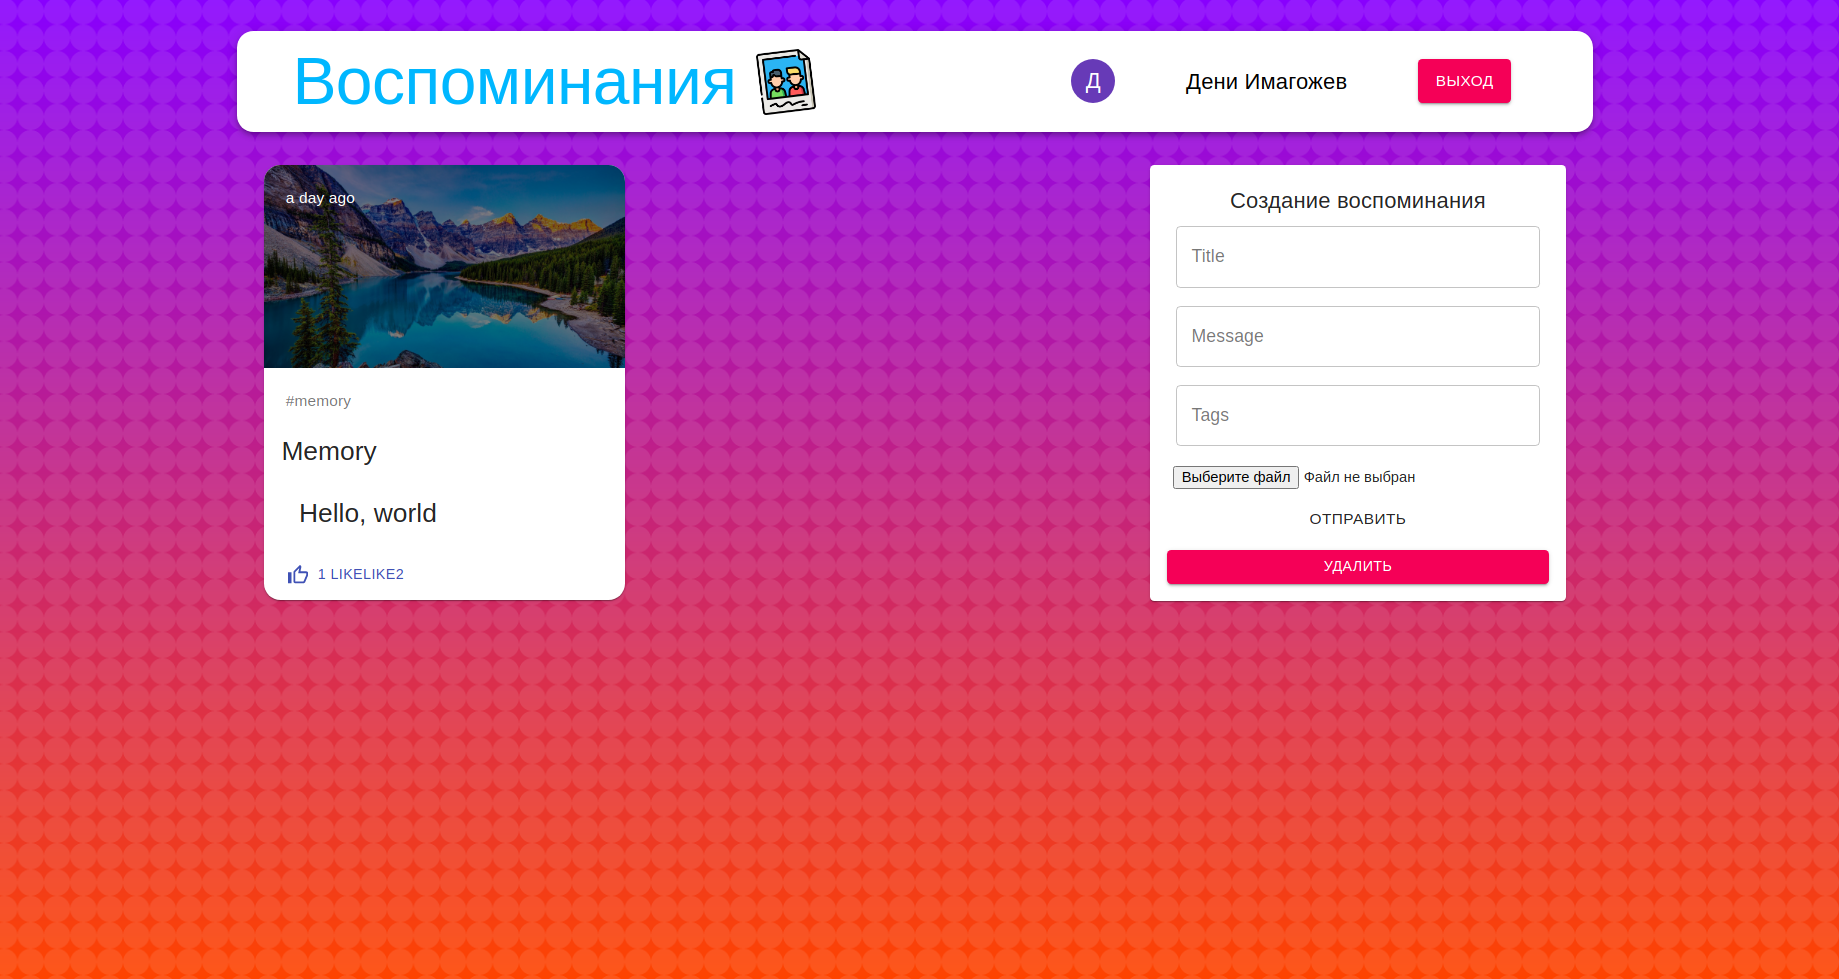 Воспоминания
Д
Дени Имагожев
ВЫХОД
a day ago
#memory
Memory
Hello, world
1 LIKELIKE2
Создание воспоминания
Title
Message
Tags
Выберите файл Файл не выбран
ОТПРАВИТЬ
УДАЛИТЬ